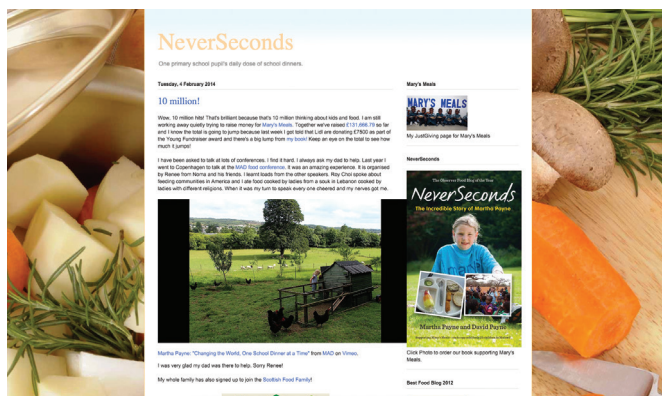 NeverSeconds
One primary school pupil's daily dose of school dinners.
Tuesday, 4 February 2014
10 million!
Wow, 10 million hits! That's brilliant because that's 10 million thinking about kids and food. I am still
working away quietly trying to raise money for Mary's Meals. Together we've raised £131,688.79 so far
and I know the total is going to jump because last week I got told that Lidl are donating £7500 as part of
the Young Fundraiser award and there's a big lump from my book! Keep an eye on the total to see how
much it jumps!
I have been asked to talk at lots of conferences. I find it hard. I always ask my dad to help. Last year I
went to Copenhagen to talk at the MAD food conference. It was an amazing experience. It is organised
by Renee from Noma and his friends. I learnt loads from the other speakers. Roy Choi spoke about
feeding communities in America and I ate food cooked by ladies from a souk in Lebanon cooked by
ladies with different religions. When it was my turn to speak every one cheered and my nerves got me.
Martha Payne: "Changing the World, One School Dinner at a Time" from MAD on Vimeo.
I was very glad my dad was there to help. Sorry Renee!
My whole family has also signed up to join the Scottish Food Family!
Mary's Meals
MARY'S MEALS
My JustGiving page for Mary's Meals
NeverSeconds
The Observer Food Blog of the Year
NeverSeconds
The Incredible Story of Martha Payne
Martha Payne and David Payne
Click Photo to order our book supporting Mary's
Meals.
Best Food Blog 2012